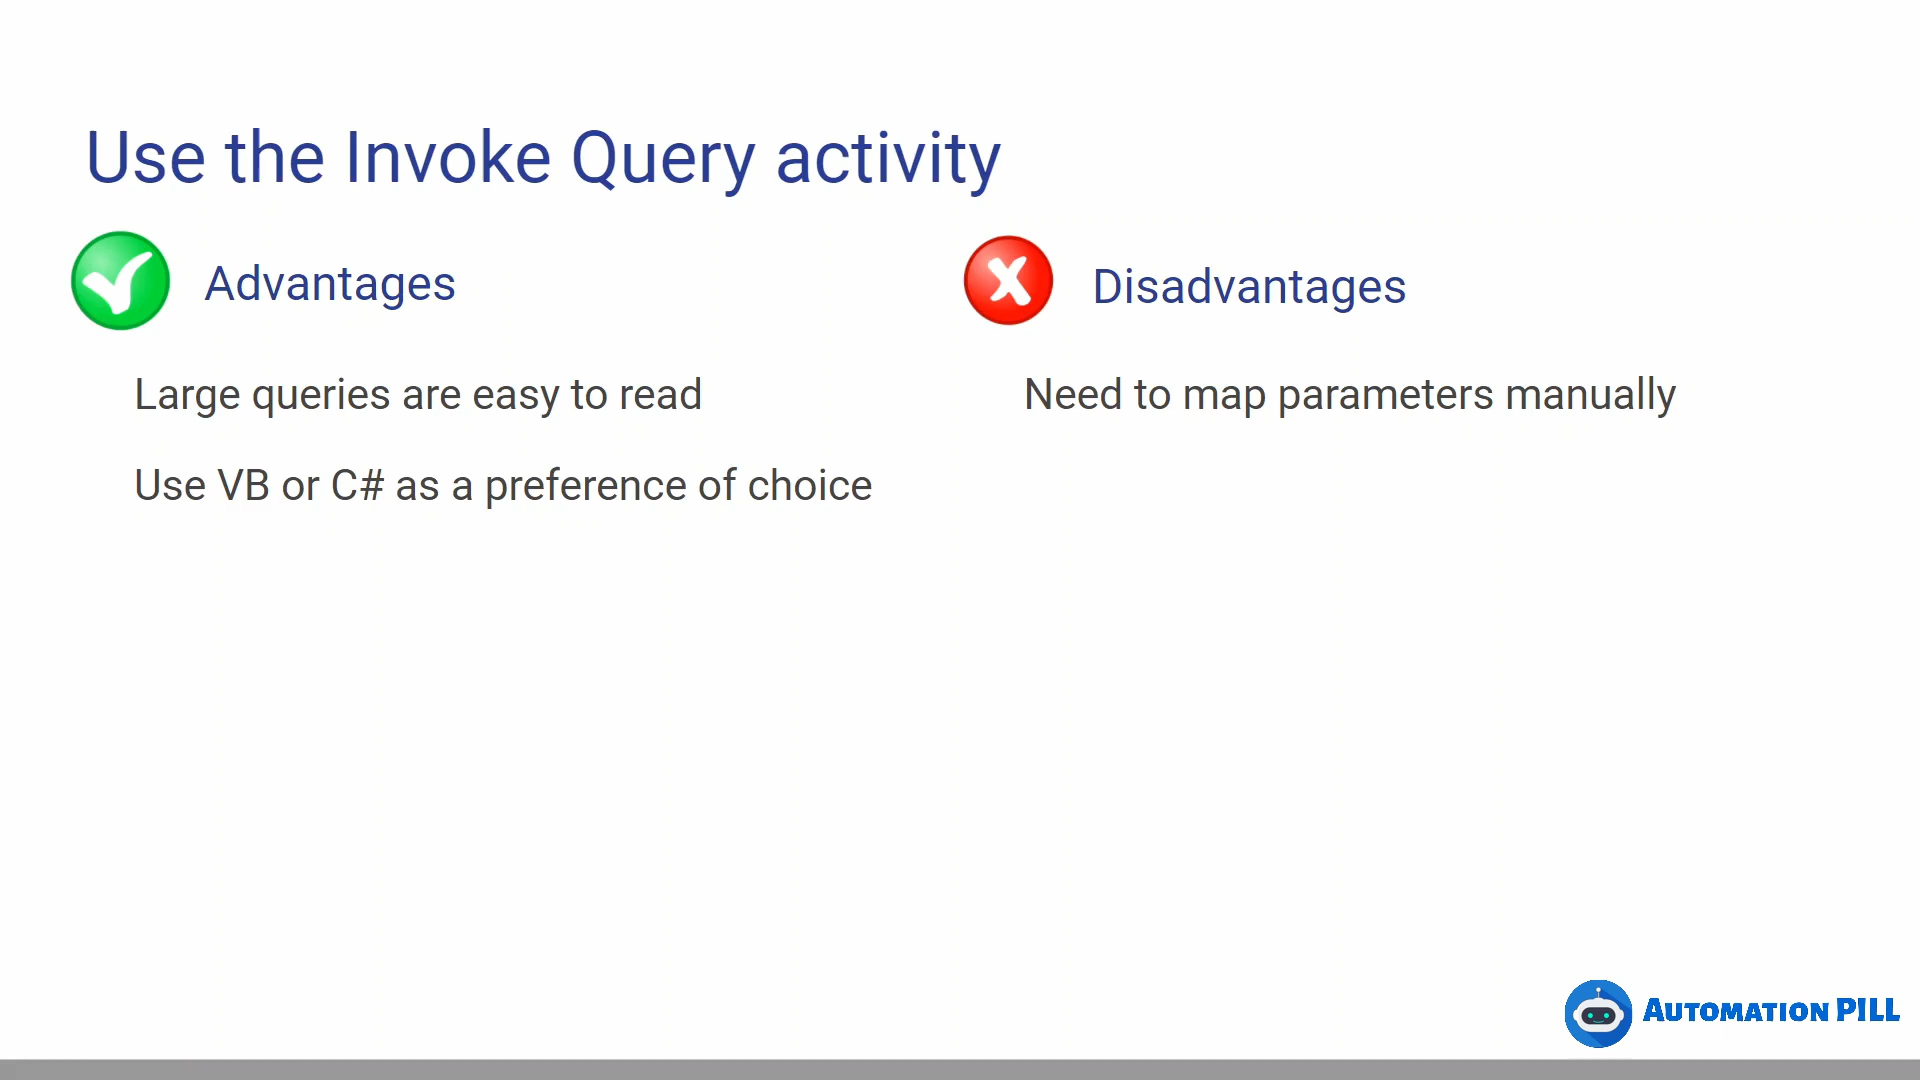 Use the Invoke Query activity
Advantages
Large queries are easy to read
Use VB or C# as a preference of choice
Disadvantages
Need to map parameters manually
AUTOMATION PILL